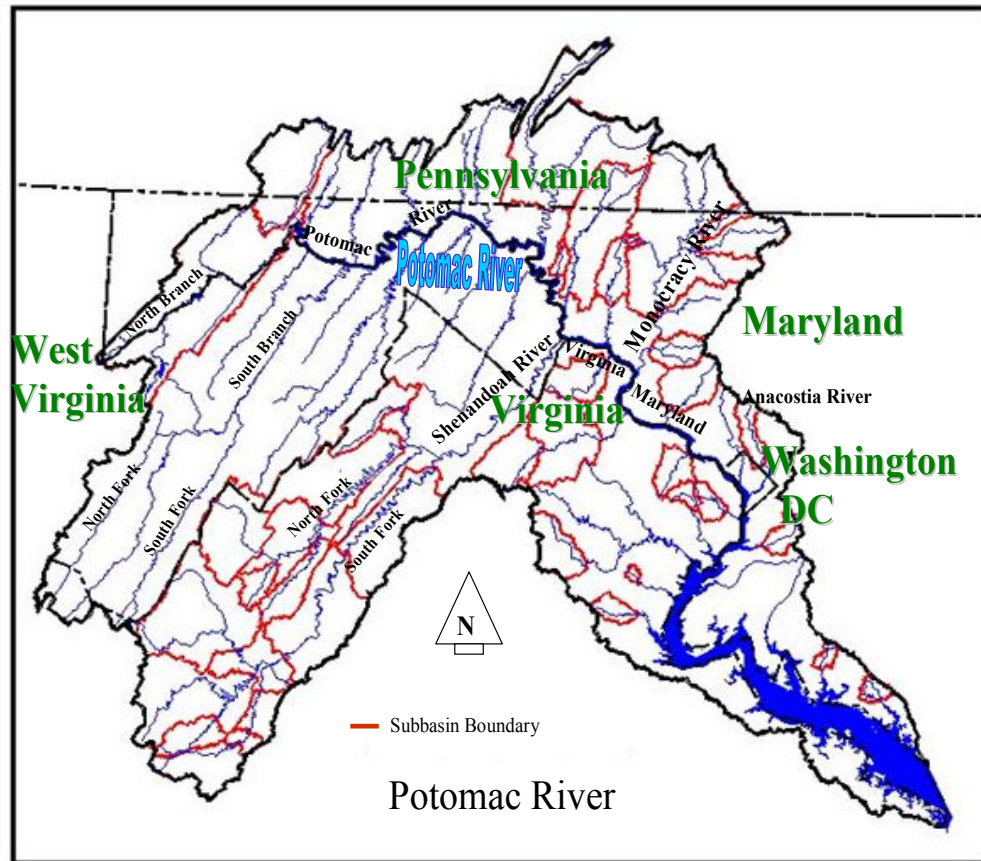 Pennsylvania
River
Potomac
Potomac River
Monocracy River
North Branch
Maryland
West
Virginia
South Branch
Shenandoah River
Virginia
Maryland
Virginia
Anacostia River
Washington
DC
North Fork
South Fork
North Fork
South Fork
N
Subbasin Boundary
Potomac River